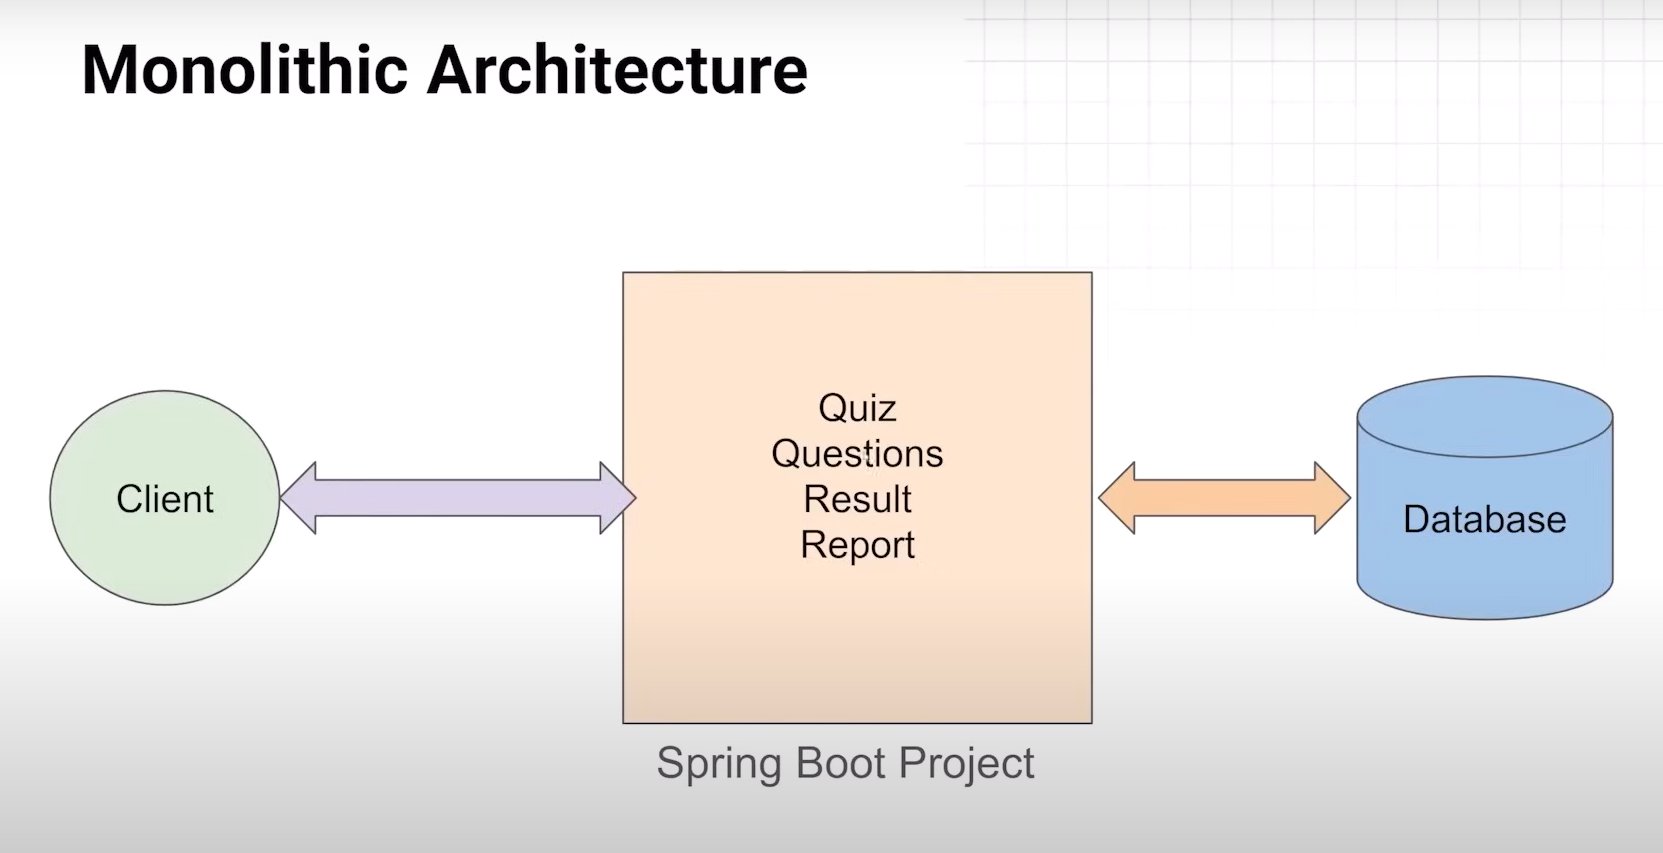 Monolithic Architecture
Client
Quiz
Questions
Result
Report
Database
Spring Boot Project